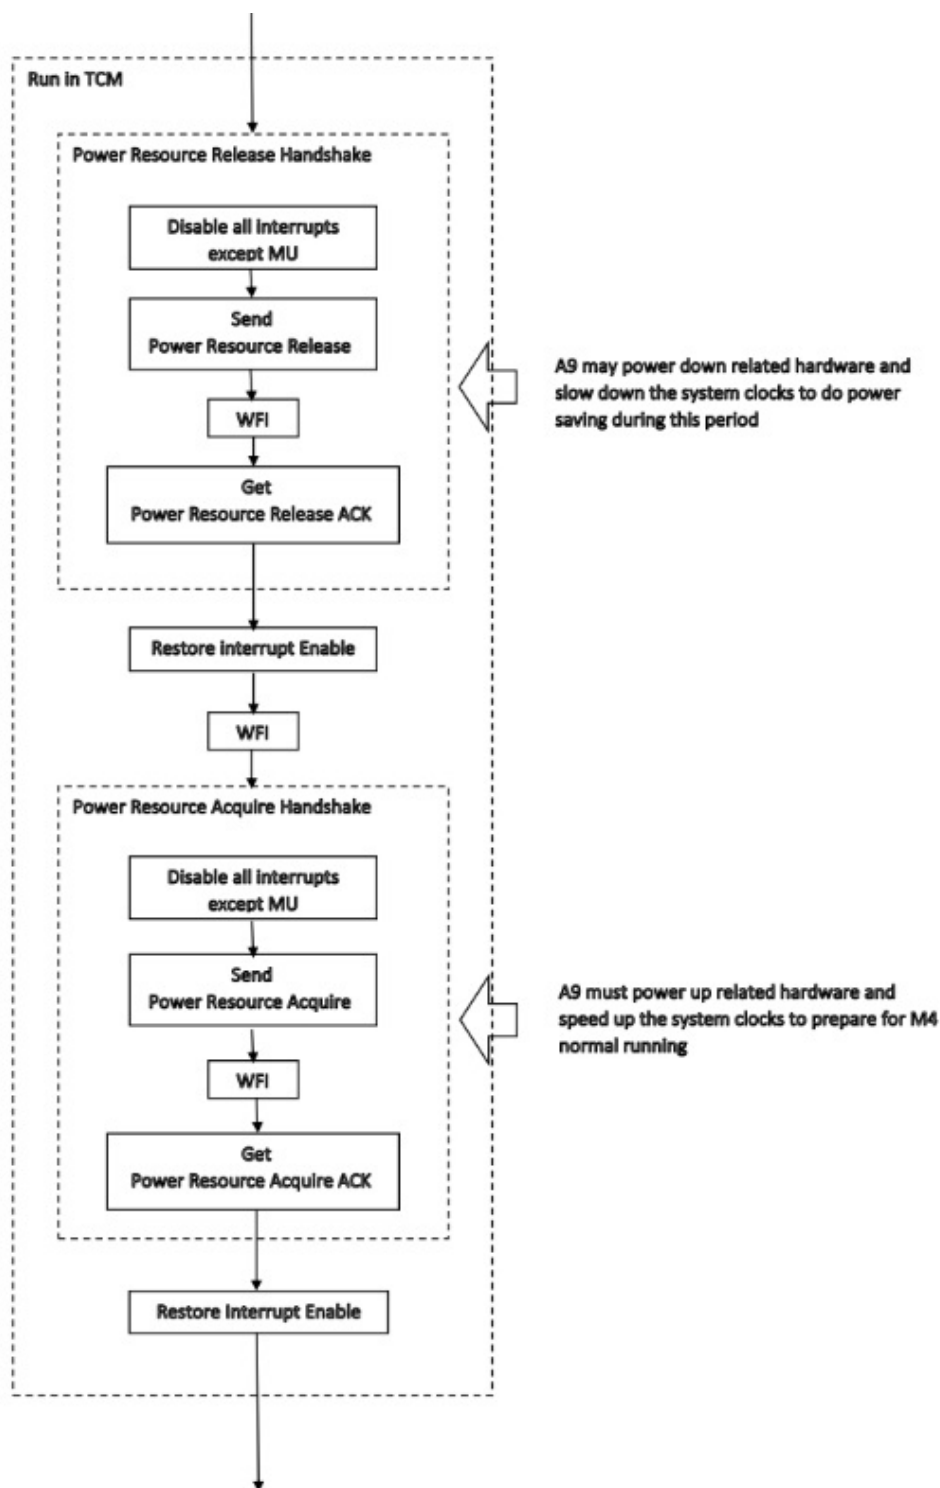 Run in TCM
Power Resource Release Handshake
Disable all interrupts
except MU
Send
Power Resource Release
A9 may power down related hardware and
slow down the system clocks to do power
saving during this period
WFI
Get
Power Resource Release ACK
Restore interrupt Enable
WFI
Power Resource Acquire Handshake
Disable all interrupts
except MU
Send
Power Resource Acquire
A9 must power up related hardware and
speed up the system clocks to prepare for M4
normal running
WFI
Get
Power Resource Acquire ACK
Restore Interrupt Enable